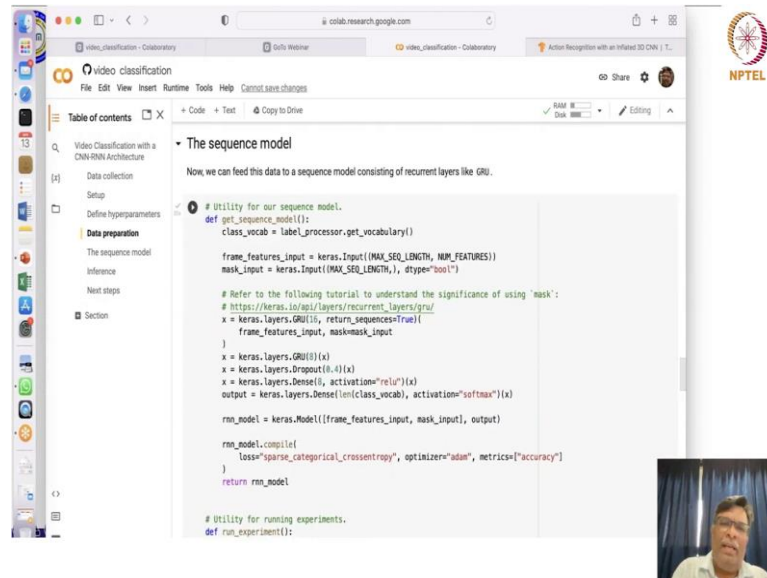 colab.research.google.com
video_classification - Colaboratory
GoTo Webinar
video_classification - Colaboratory
Action Recognition with an Inflated 3D CNN | T...
NPTEL
video classification
File Edit View Insert Runtime Tools Help Cannot save changes
Share
Table of contents
+ Code + Text Copy to Drive
RAM
Disk
Editing
13
Video Classification with a
CNN-RNN Architecture
Data collection
Setup
Define hyperparameters
Data preparation
The sequence model
Inference
Next steps
Section
The sequence model
Now, we can feed this data to a sequence model consisting of recurrent layers like GRU.
# Utility for our sequence model.
def get_sequence_model():
class_vocab = label_processor.get_vocabulary()
frame_features_input = keras.Input((MAX_SEQ_LENGTH, NUM_FEATURES))
mask_input = keras.Input((MAX_SEQ_LENGTH,), dtype="bool")
# Refer to the following tutorial to understand the significance of using `mask`:
# https://keras.io/api/layers/recurrent_layers/gru/
x = keras.layers.GRU(16, return_sequences=True)(
frame_features_input, mask=mask_input
)
x = keras.layers.GRU(8)(x)
x = keras.layers.Dropout(0.4)(x)
x = keras.layers.Dense(8, activation="relu")(x)
output = keras.layers.Dense(len(class_vocab), activation="softmax")(x)
rnn_model = keras.Model([frame_features_input, mask_input], output)
rnn_model.compile(
loss="sparse_categorical_crossentropy", optimizer="adam", metrics=["accuracy"]
)
return rnn_model
# Utility for running experiments.
def run_experiment():